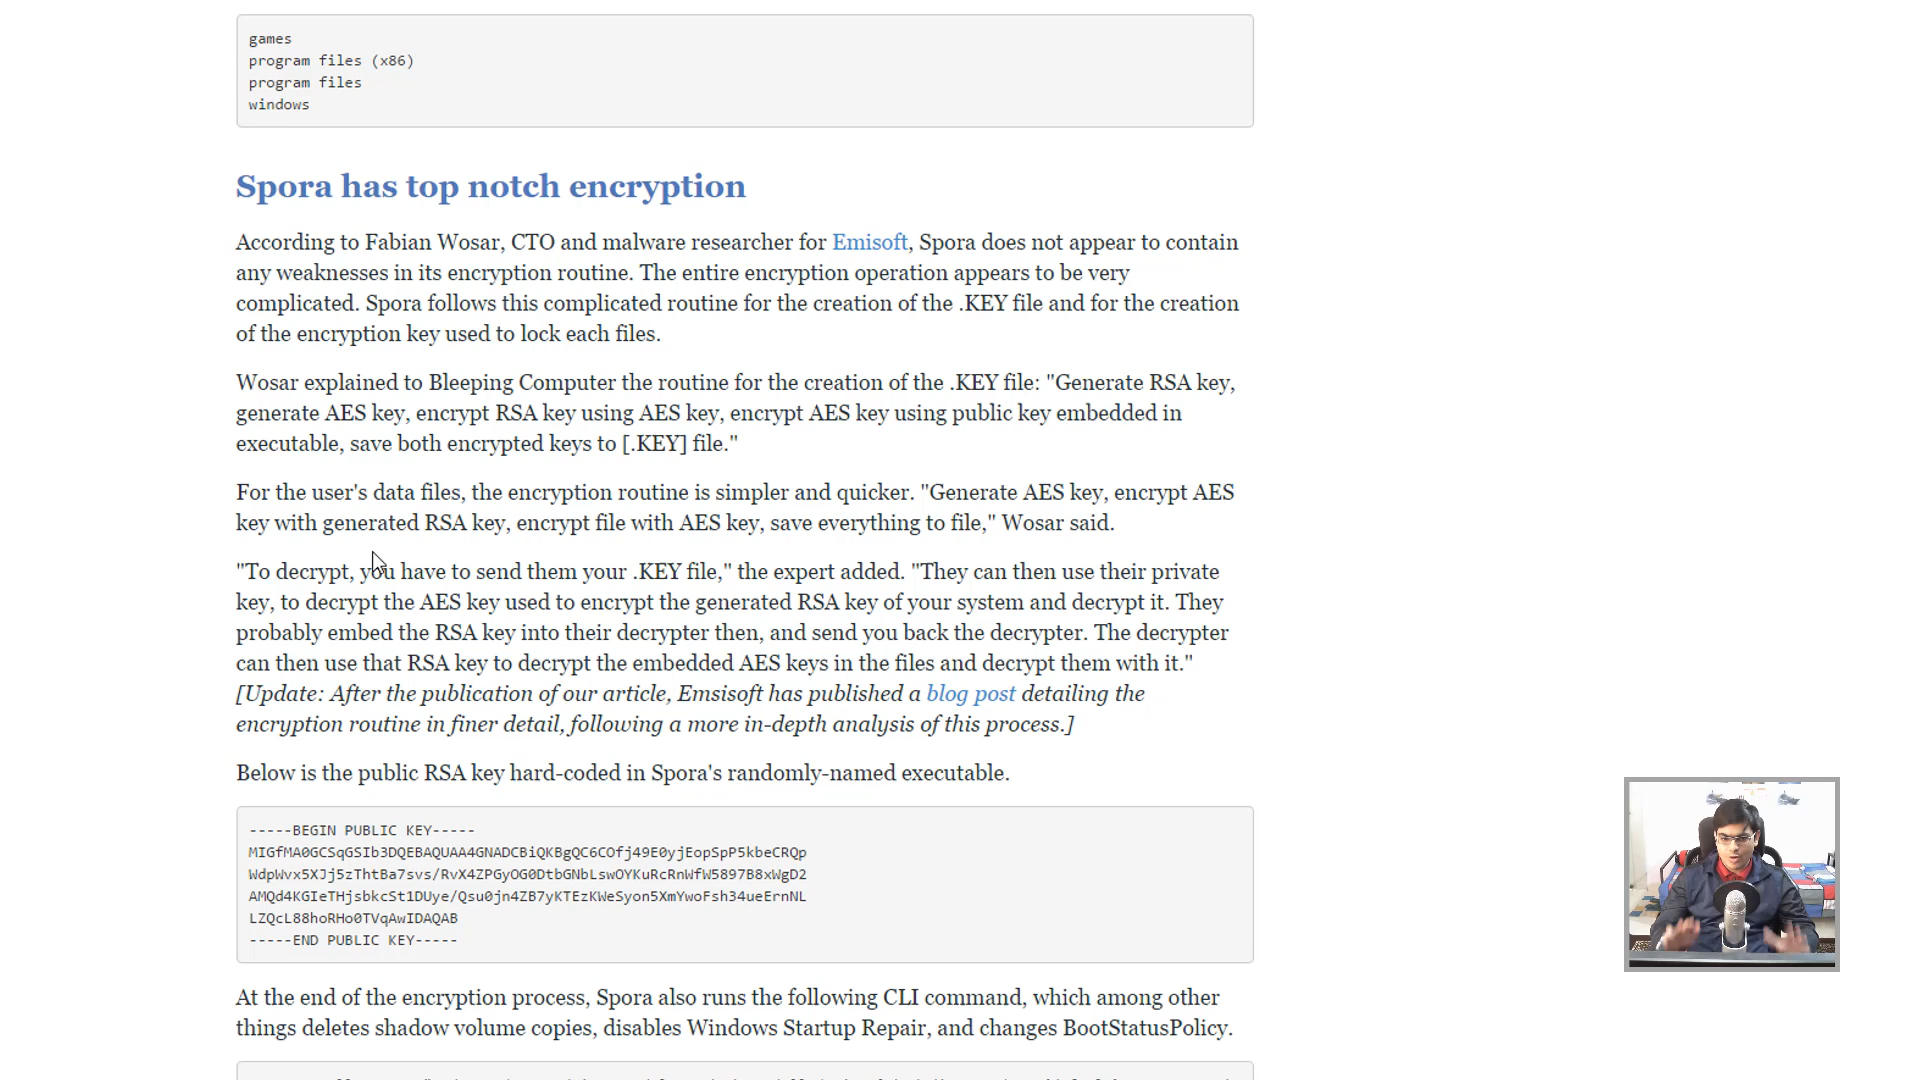 games
program files (x86)
program files
windows
Spora has top notch encryption
According to Fabian Wosar, CTO and malware researcher for Emisoft, Spora does not appear to contain
any weaknesses in its encryption routine. The entire encryption operation appears to be very
complicated. Spora follows this complicated routine for the creation of the .KEY file and for the creation
of the encryption key used to lock each files.
Wosar explained to Bleeping Computer the routine for the creation of the .KEY file: "Generate RSA key,
generate AES key, encrypt RSA key using AES key, encrypt AES key using public key embedded in
executable, save both encrypted keys to [.KEY] file."
For the user's data files, the encryption routine is simpler and quicker. "Generate AES key, encrypt AES
key with generated RSA key, encrypt file with AES key, save everything to file," Wosar said.
"To decrypt, you have to send them your .KEY file," the expert added. "They can then use their private
key, to decrypt the AES key used to encrypt the generated RSA key of your system and decrypt it. They
probably embed the RSA key into their decrypter then, and send you back the decrypter. The decrypter
can then use that RSA key to decrypt the embedded AES keys in the files and decrypt them with it."
[Update: After the publication of our article, Emsisoft has published a blog post detailing the
encryption routine in finer detail, following a more in-depth analysis of this process.]
Below is the public RSA key hard-coded in Spora's randomly-named executable.
-----BEGIN PUBLIC KEY-----
MIGfMA0GCSqGSIb3DQEBAQUAA4GNADCBiQKBgQC6COfj49E0yjEopSpP5kbeCRQp
WdpWvx5XJj5zThtBa7svs/RvX4ZPGyOG0DtbGNbLswOYKuRcRnWfW5897B8xWgD2
AMQd4KGIeTHjsbkcSt1DUye/Qsu0jn4ZB7yKTEzKWeSyon5XmYwoFsh34ueErnNL
LZQcL88hoRHo0TVqAwIDAQAB
-----END PUBLIC KEY-----
At the end of the encryption process, Spora also runs the following CLI command, which among other
things deletes shadow volume copies, disables Windows Startup Repair, and changes BootStatusPolicy.